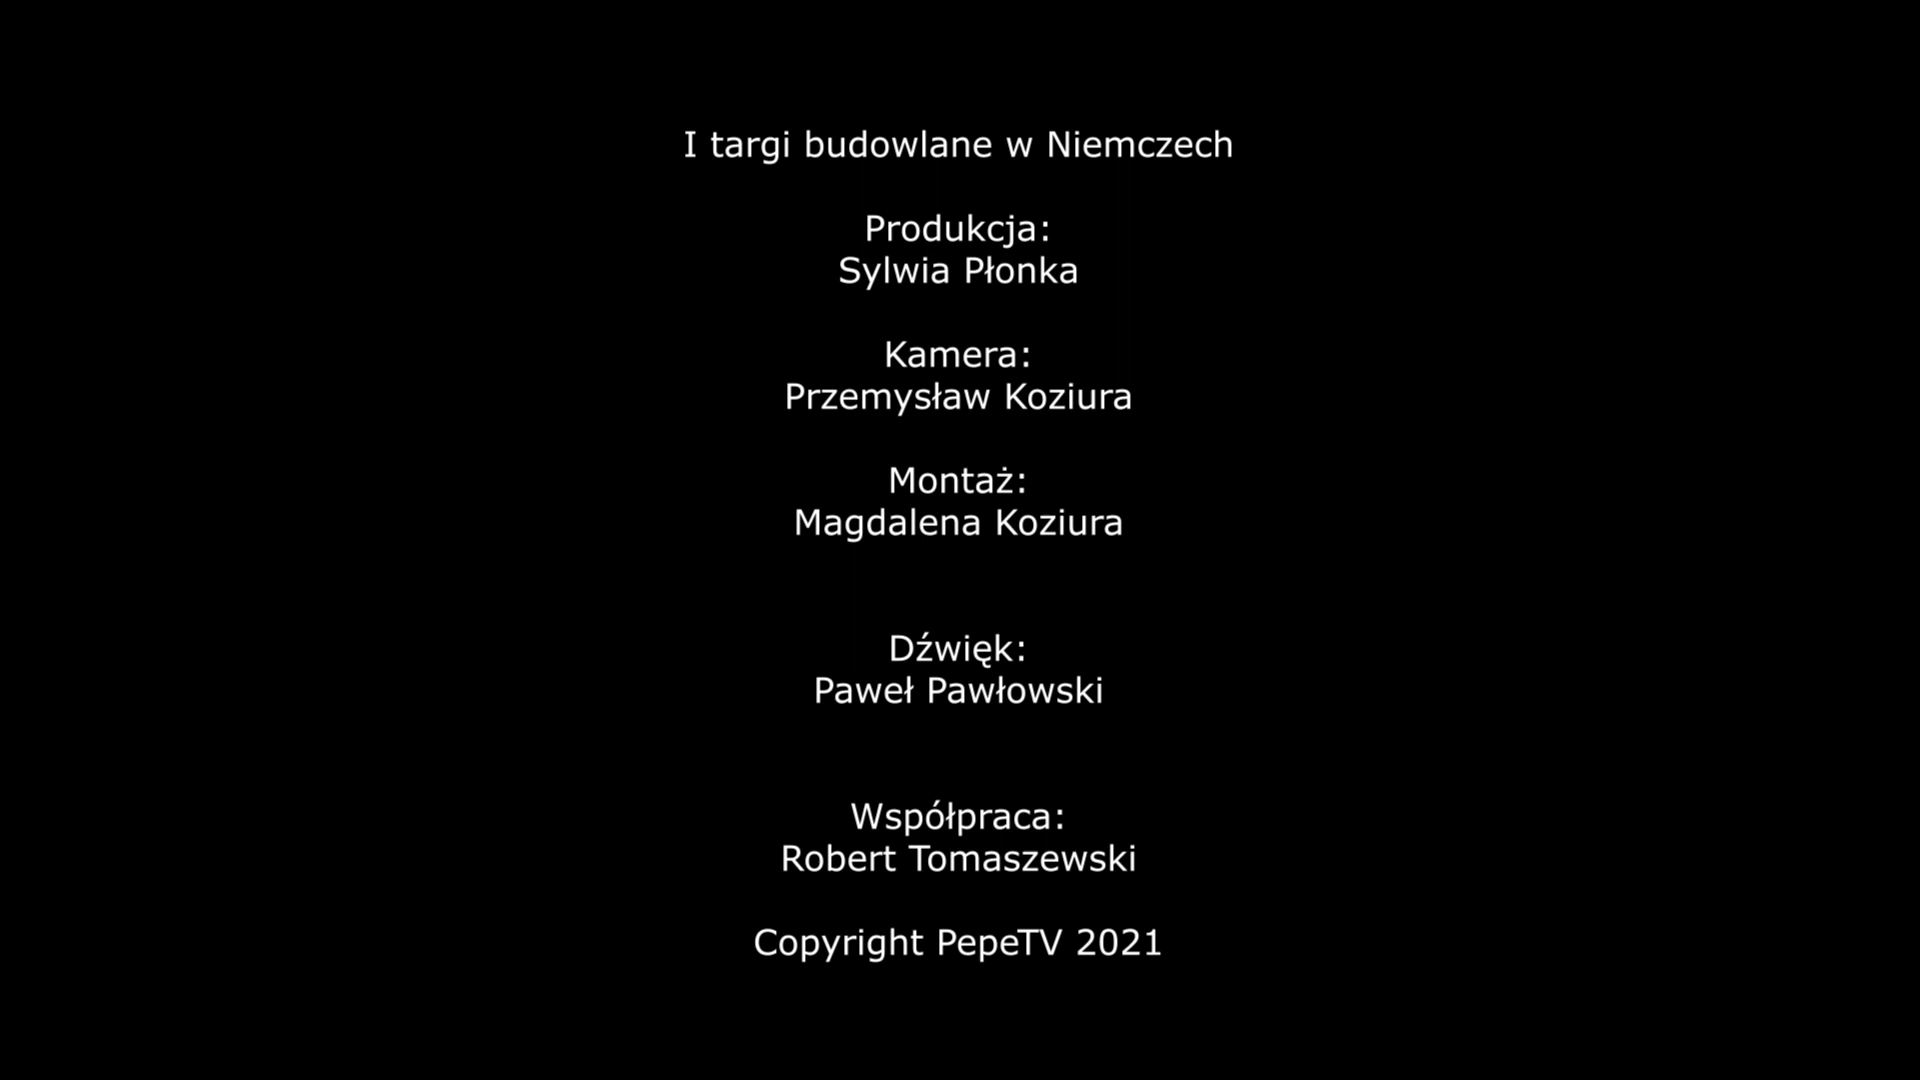 I targi budowlane w Niemczech
Produkcja:
Sylwia Płonka
Kamera:
Przemysław Koziura
Montaż:
Magdalena Koziura
Dźwięk:
Paweł Pawłowski
Współpraca:
Robert Tomaszewski
Copyright PepeTV 2021